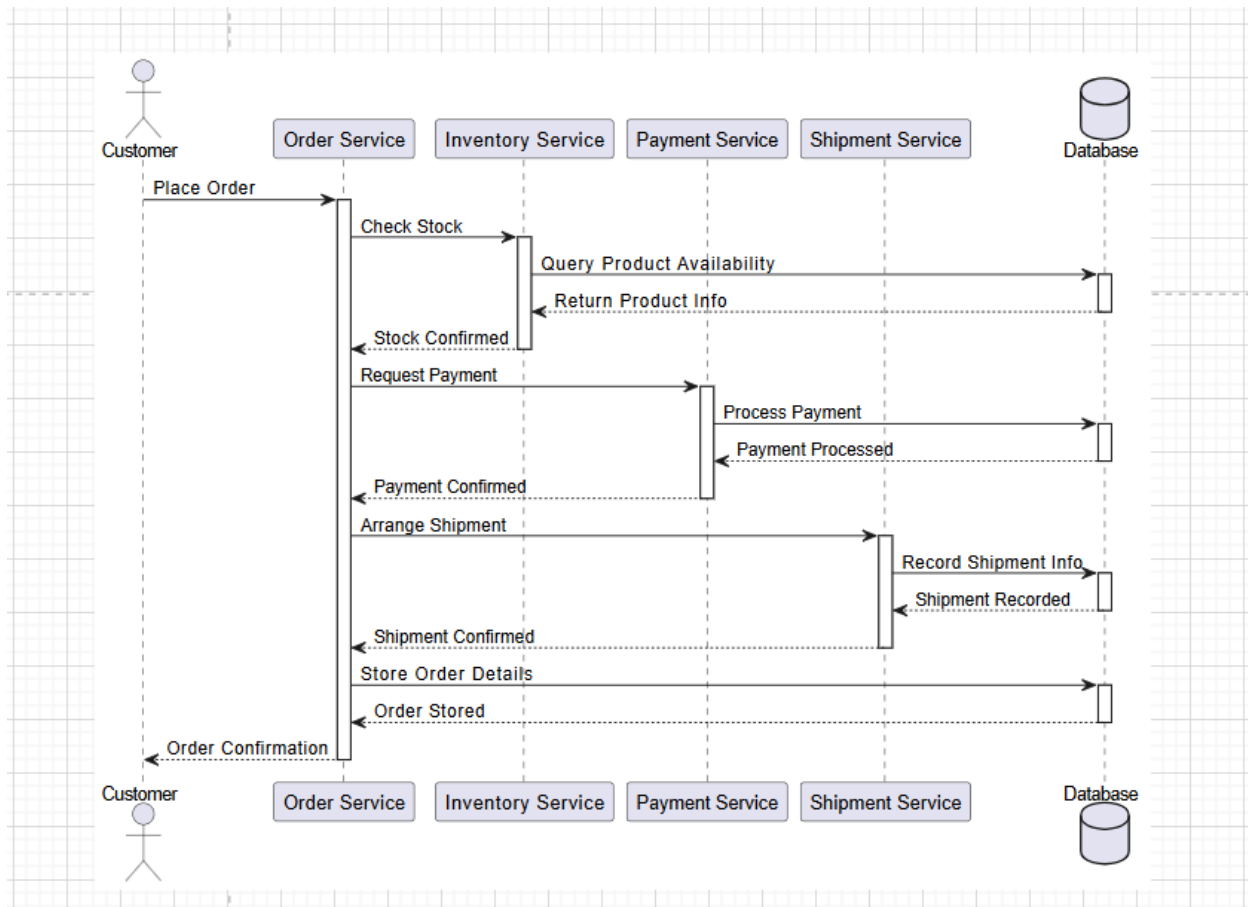 Customer
Order Service
Inventory Service
Payment Service
Shipment Service
Database
Place Order
Check Stock
Query Product Availability
Return Product Info
Stock Confirmed
Request Payment
Process Payment
Payment Processed
Payment Confirmed
Arrange Shipment
Record Shipment Info
Shipment Recorded
Shipment Confirmed
Store Order Details
Order Stored
Order Confirmation
Customer
Order Service
Inventory Service
Payment Service
Shipment Service
Database